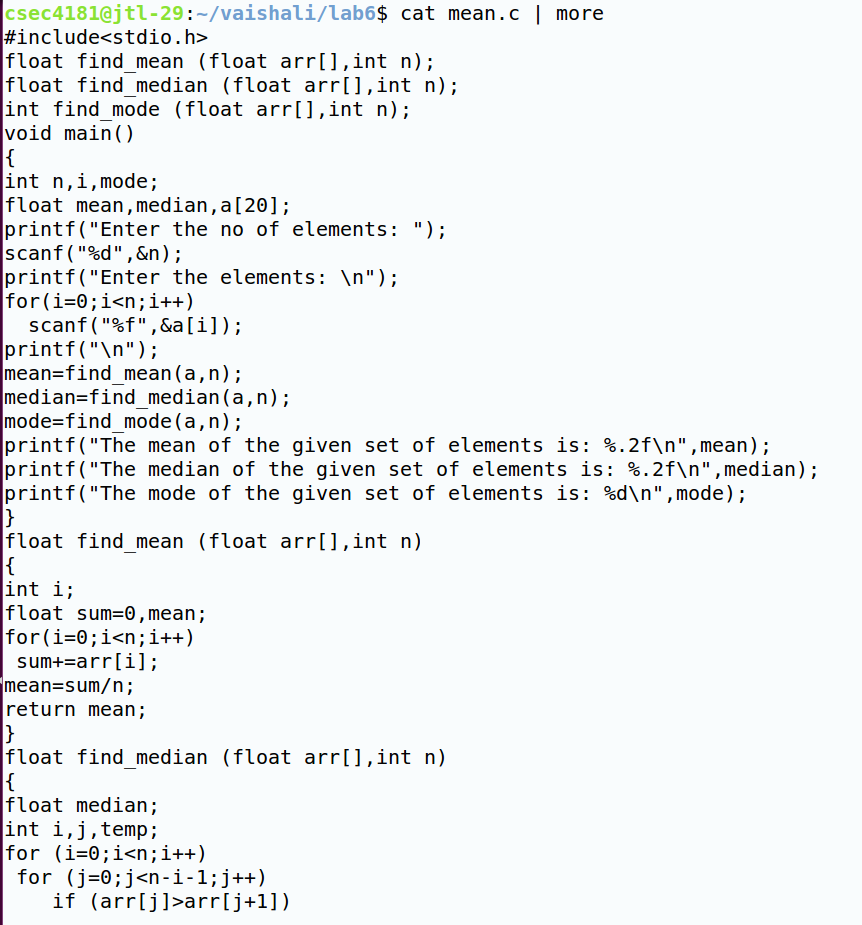 csec4181@jtl-29:~/vaishali/lab6$ cat mean.c | more
#include<stdio.h>
float find_mean (float arr[],int n);
float find_median (float arr[],int n);
int find_mode (float arr[],int n);
void main()
{
int n,i,mode;
float mean,median,a[20];
printf("Enter the no of elements: ");
scanf("%d",&n);
printf("Enter the elements: \n");
for(i=0;i<n;i++)
  scanf("%f",&a[i]);
printf("\n");
mean=find_mean(a,n);
median=find_median(a,n);
mode=find_mode(a,n);
printf("The mean of the given set of elements is: %.2f\n",mean);
printf("The median of the given set of elements is: %.2f\n",median);
printf("The mode of the given set of elements is: %d\n",mode);
}
float find_mean (float arr[],int n)
{
int i;
float sum=0,mean;
for(i=0;i<n;i++)
 sum+=arr[i];
mean=sum/n;
return mean;
}
float find_median (float arr[],int n)
{
float median;
int i,j,temp;
for (i=0;i<n;i++)
 for (j=0;j<n-i-1;j++)
    if (arr[j]>arr[j+1])